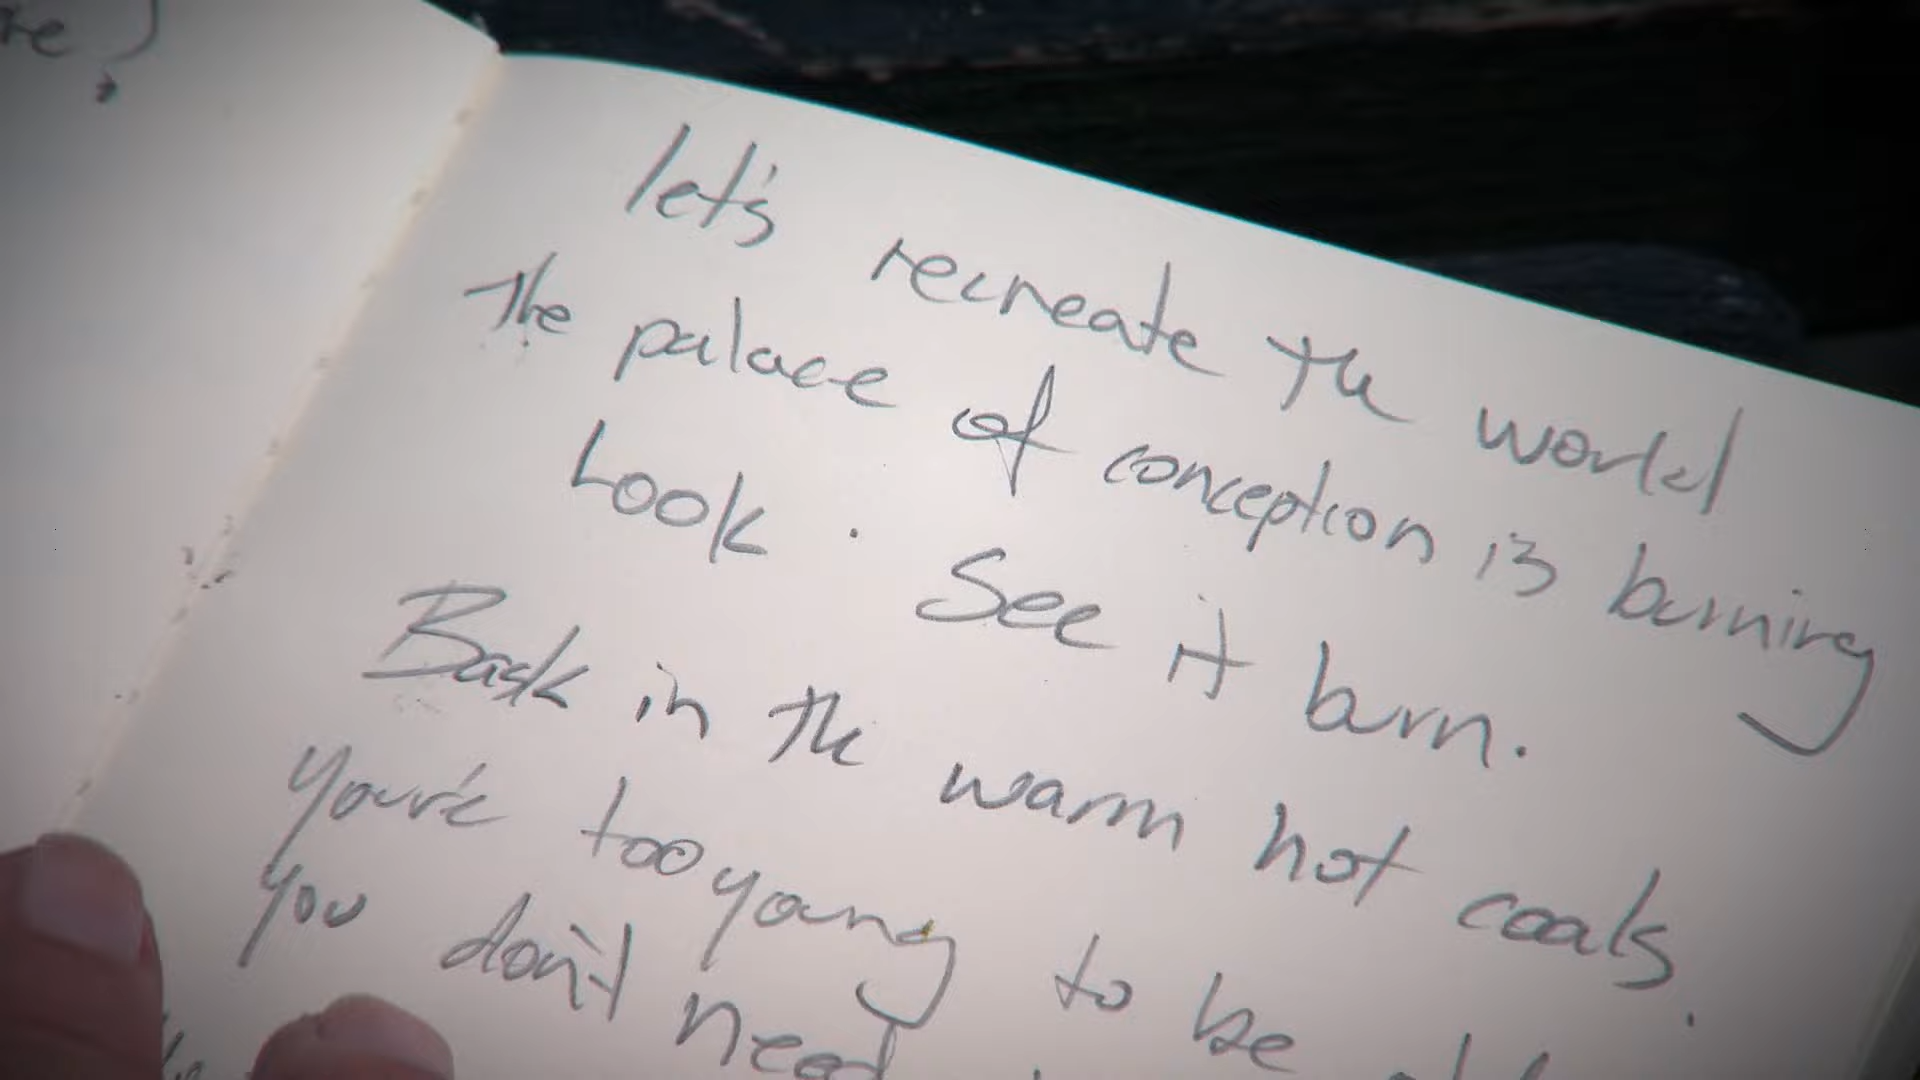 let's recreate the world
The palace of conception is burning
Look. See it burn.
Bask in the warm hot coals.
You're too young to be
You don't need